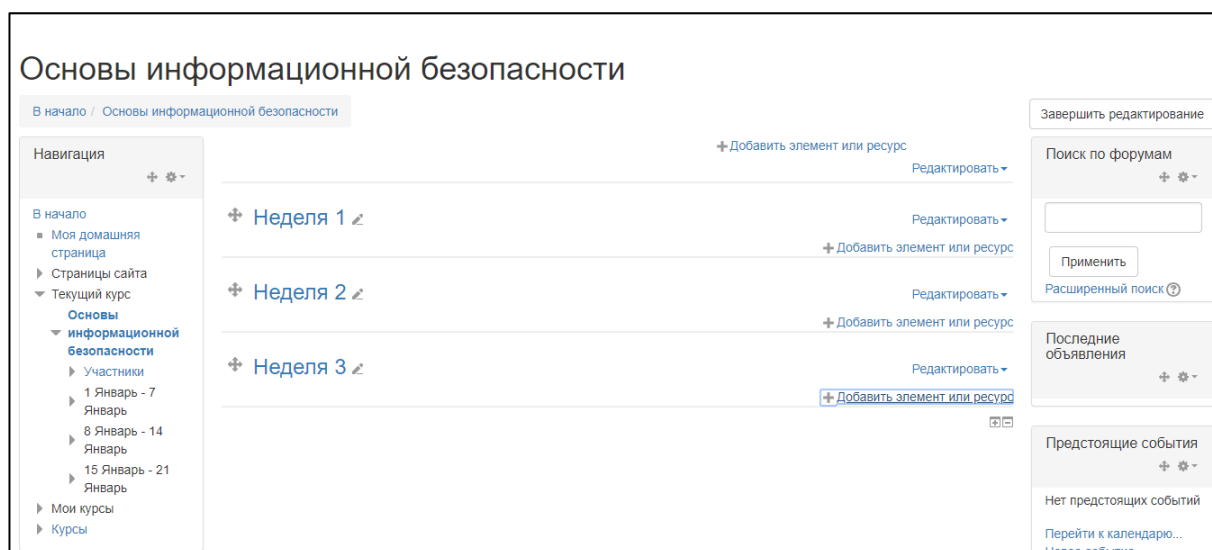 Основы информационной безопасности
В начало / Основы информационной безопасности
Завершить редактирование
Навигация
В начало
Моя домашняя
страница
Страницы сайта
Текущий курс
Основы
информационной
безопасности
Участники
1 Январь - 7
Январь
8 Январь - 14
Январь
15 Январь - 21
Январь
Мои курсы
Курсы
Добавить элемент или ресурс
Редактировать
Неделя 1
Редактировать
Добавить элемент или ресурс
Неделя 2
Редактировать
Добавить элемент или ресурс
Неделя 3
Редактировать
Добавить элемент или ресурс
Поиск по форумам
Применить
Расширенный поиск
Последние
объявления
Предстоящие события
Нет предстоящих событий
Перейти к календарю...